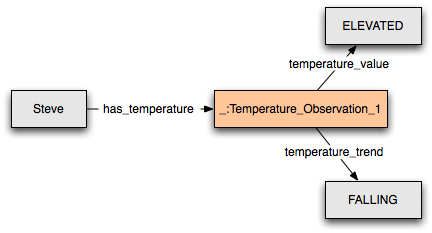 ELEVATED
temperature_value
Steve
has_temperature
_:Temperature_Observation_1
temperature_trend
FALLING